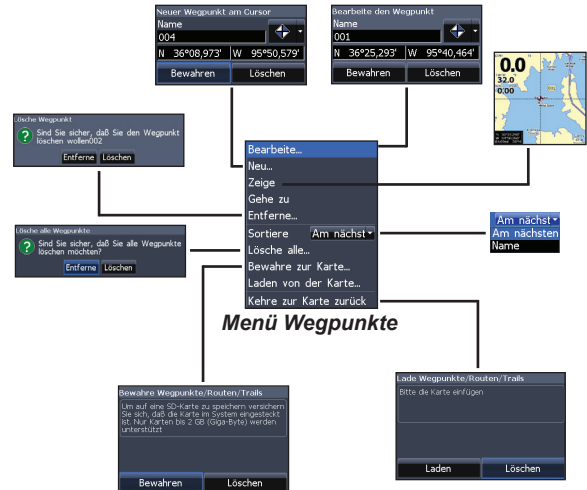 Neuer Wegpunkt am Cursor
Name
004
N 36°08,973' W 95°50,579'
Bewahren Löschen
Bearbeite den Wegpunkt
Name
001
N 36°25,293' W 95°40,464'
Bewahren Löschen
0.0
32.0
0:00
Lösche Wegpunkt
Sind Sie sicher, daß Sie den Wegpunkt
löschen wollen002
Entferne Löschen
Lösche alle Wegpunkte
Sind Sie sicher, daß Sie alle Wegpunkte
löschen möchten?
Entferne Löschen
Bearbeite...
Neu...
Zeige
Gehe zu
Entferne...
Sortiere Am nächst
Lösche alle...
Bewahre zur Karte...
Laden von der Karte...
Kehre zur Karte zurück
Menü Wegpunkte
Am nächst
Am nächsten
Name
Bewahre Wegpunkte/Routen/Trails
Um auf eine SD-Karte zu speichern versichern
Sie sich, daß die Karte im System eingesteckt
ist. Nur Karten bis 2 GB (Giga-Byte) werden
unterstützt
Bewahren Löschen
Lade Wegpunkte/Routen/Trails
Bitte die Karte einfügen
Laden Löschen